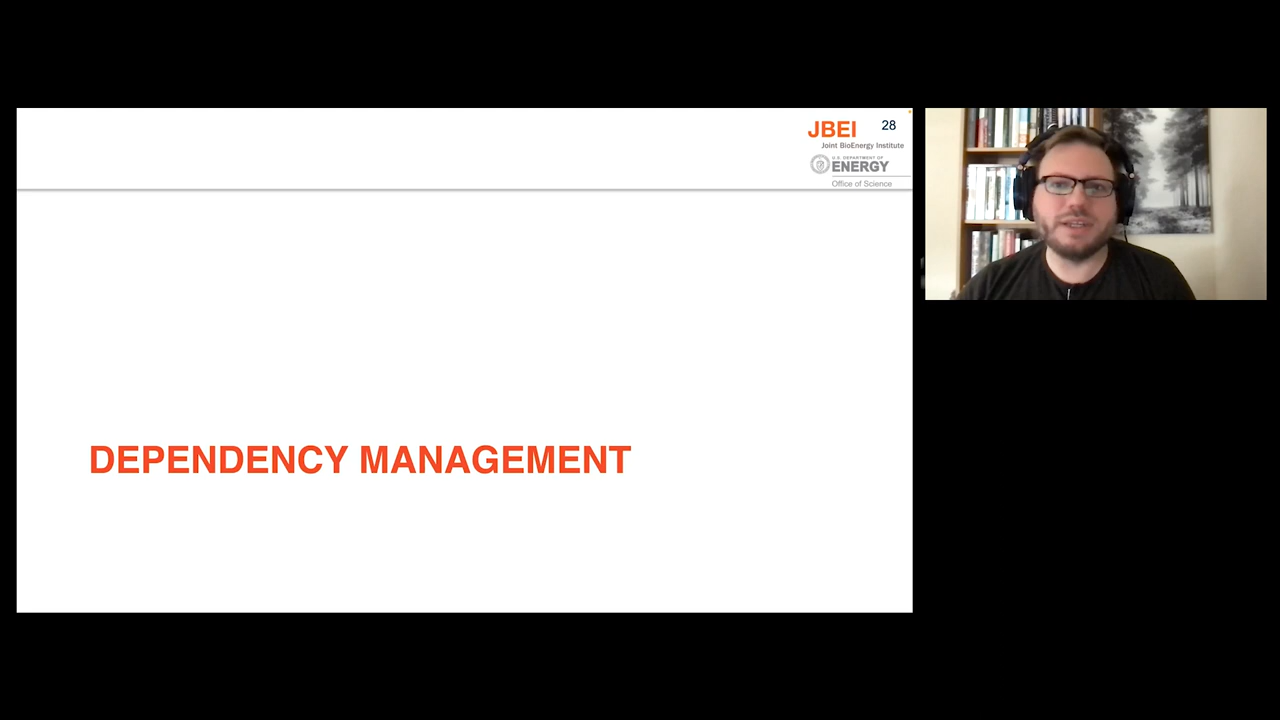 JBEI
28
Joint BioEnergy Institute
U.S. DEPARTMENT OF
ENERGY
Office of Science
DEPENDENCY MANAGEMENT